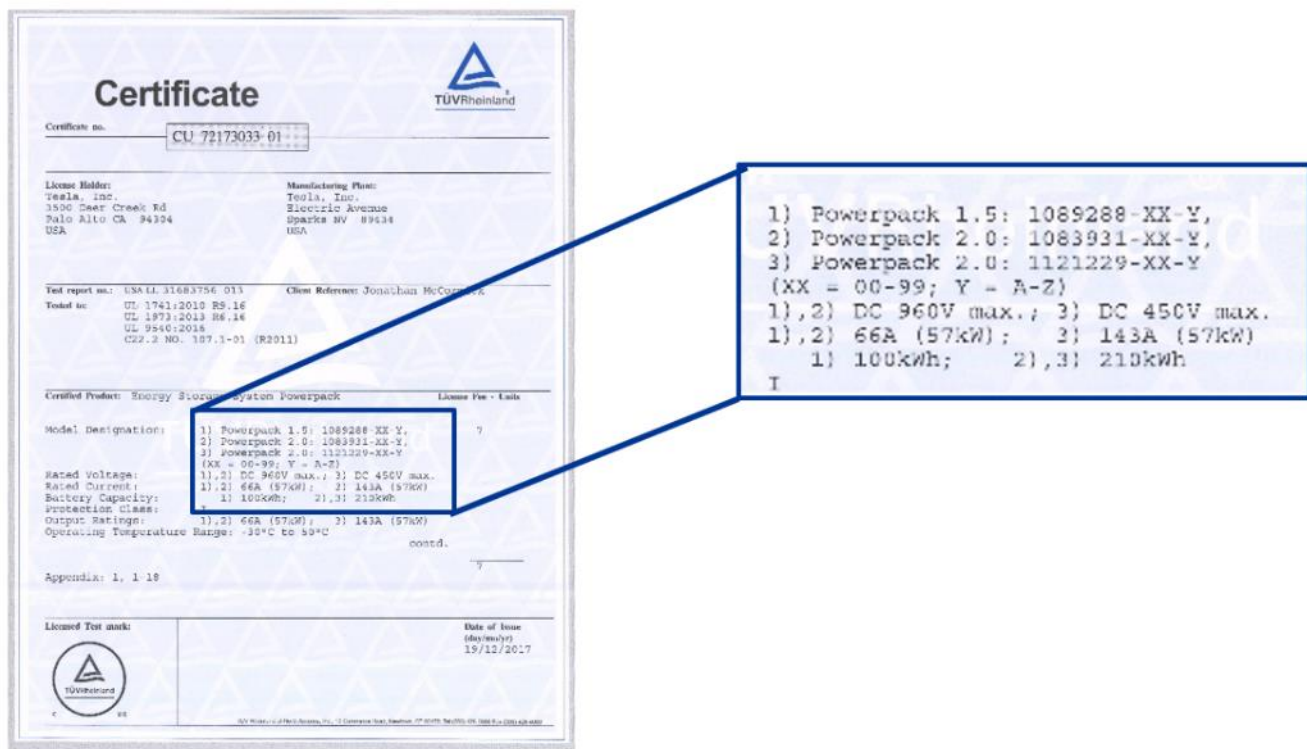 Certificate
TÜVRheinland
Certificate no.
CU 72173033 01
License Holder:
Tesla, Inc.
3500 Deer Creek Rd
Palo Alto CA 94304
USA
Manufacturing Plant:
Tesla, Inc.
Electric Avenue
Sparks NV 89434
USA
Test report no.: USA LL 31683756 013
Client Reference: Jonathan McCormick
Tested to:
UL 1741:2010 R9.16
UL 1973:2013 R6.16
UL 9540:2016
C22.2 NO. 107.1-01 (R2011)
Certified Product: Energy Storage System Powerpack
License Fee - Units
Model Designation: 1) Powerpack 1.5: 1089288-XX-Y, 7
2) Powerpack 2.0: 1083931-XX-Y,
3) Powerpack 2.0: 1121229-XX-Y
(XX = 00-99; Y = A-Z)
Rated Voltage: 1),2) DC 960V max.; 3) DC 450V max.
Rated Current: 1),2) 66A (57kW); 3) 143A (57kW)
Battery Capacity: 1) 100kWh; 2),3) 210kWh
Protection Class: I
Output Ratings: 1),2) 66A (57kW); 3) 143A (57kW)
Operating Temperature Range: -30°C to 50°C
contd.
7
Appendix: 1, 1-18
Licensed Test mark:
TÜVRheinland
C US
Date of Issue
(day/mo/yr)
19/12/2017
1) Powerpack 1.5: 1089288-XX-Y,
2) Powerpack 2.0: 1083931-XX-Y,
3) Powerpack 2.0: 1121229-XX-Y
(XX = 00-99; Y = A-Z)
1),2) DC 960V max.; 3) DC 450V max.
1),2) 66A (57kW); 3) 143A (57kW)
1) 100kWh; 2),3) 210kWh
I